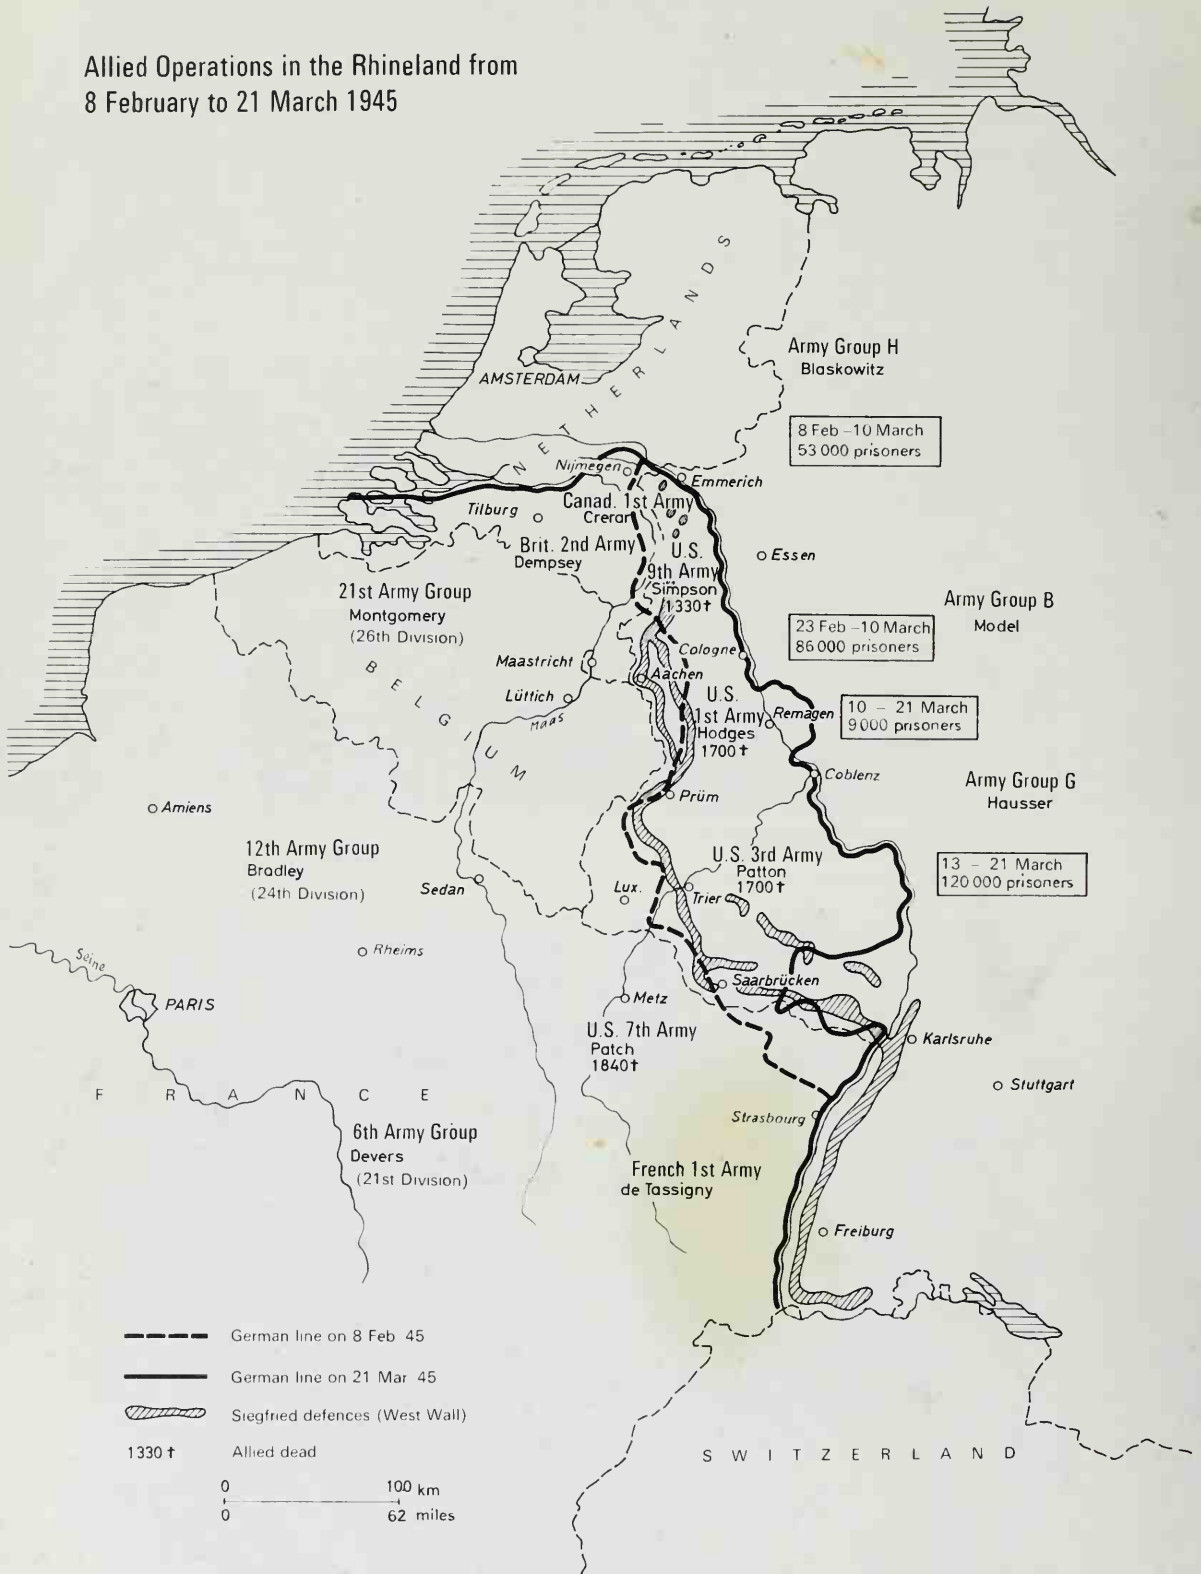 Allied Operations in the Rhineland from
8 February to 21 March 1945
NETHERLANDS
AMSTERDAM
Army Group H
Blaskowitz
8 Feb – 10 March
53 000 prisoners
Nijmegen
Emmerich
Tilburg
Canad. 1st Army
Crerar
Brit. 2nd Army
Dempsey
U.S.
9th Army
Simpson
1330†
Essen
21st Army Group
Montgomery
(26th Division)
Army Group B
Model
23 Feb – 10 March
86 000 prisoners
Cologne
Maastricht
Aachen
BELGIUM
Lüttich
Maas
U.S.
1st Army
Hodges
1700†
Remagen
10 – 21 March
9 000 prisoners
Coblenz
Army Group G
Hausser
Prüm
Amiens
12th Army Group
Bradley
(24th Division)
U.S. 3rd Army
Patton
1700†
13 – 21 March
120 000 prisoners
Sedan
Lux.
Trier
Rheims
Seine
Saarbrücken
PARIS
Metz
U.S. 7th Army
Patch
1840†
Karlsruhe
Stuttgart
FRANCE
Strasbourg
6th Army Group
Devers
(21st Division)
French 1st Army
de Tassigny
Freiburg
German line on 8 Feb 45
German line on 21 Mar 45
Siegfried defences (West Wall)
1330 † Allied dead
0 100 km
0 62 miles
SWITZERLAND